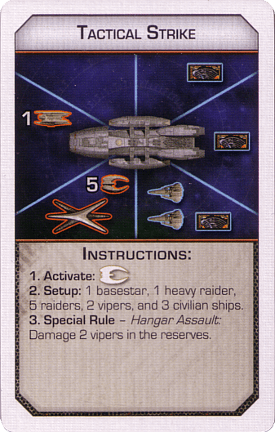 TACTICAL STRIKE
1
5
INSTRUCTIONS:
1. Activate:
2. Setup: 1 basestar, 1 heavy raider,
5 raiders, 2 vipers, and 3 civilian ships.
3. Special Rule – Hangar Assault:
Damage 2 vipers in the reserves.